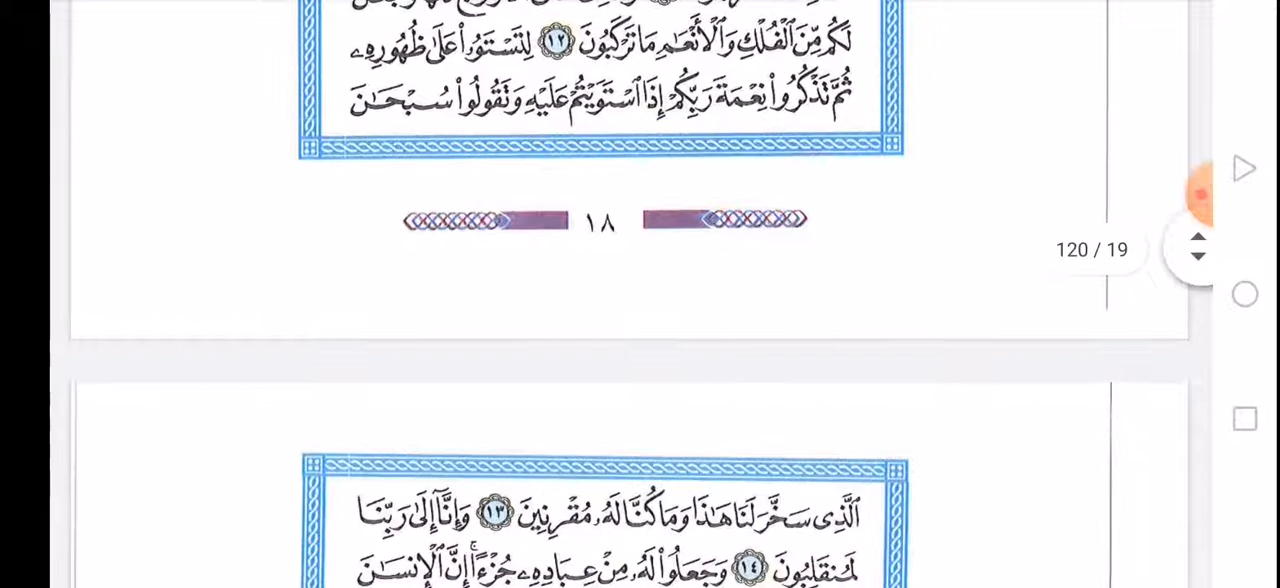 لَكُم مِّنَ ٱلْفُلْكِ وَٱلْأَنْعَٰمِ مَا تَرْكَبُونَ ١٢ لِتَسْتَوُۥا۟ عَلَىٰ ظُهُورِهِۦ
ثُمَّ تَذْكُرُوا۟ نِعْمَةَ رَبِّكُمْ إِذَا ٱسْتَوَيْتُمْ عَلَيْهِ وَتَقُولُوا۟ سُبْحَٰنَ
١٨
120 / 19
ٱلَّذِى سَخَّرَ لَنَا هَٰذَا وَمَا كُنَّا لَهُۥ مُقْرِنِينَ ١٣ وَإِنَّآ إِلَىٰ رَبِّنَا
لَمُنقَلِبُونَ ١٤ وَجَعَلُوا۟ لَهُۥ مِنْ عِبَادِهِۦ جُزْءًا ۚ إِنَّ ٱلْإِنسَٰنَ